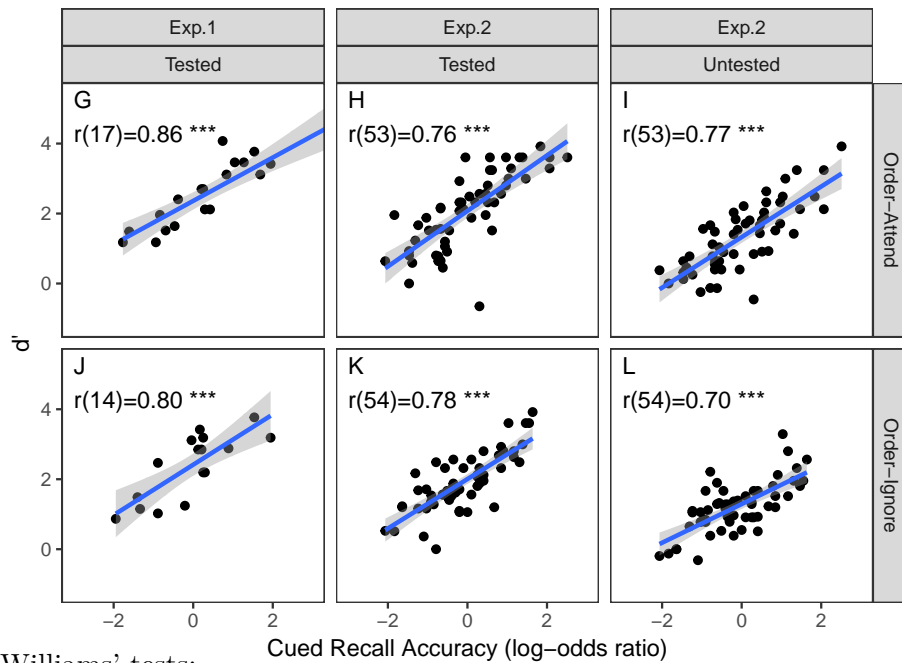 Exp.1 Exp.2 Exp.2
Tested Tested Untested
G H I
r(17)=0.86 *** r(53)=0.76 *** r(53)=0.77 ***
4
2
0
Order−Attend
d'
J K L
r(14)=0.80 *** r(54)=0.78 *** r(54)=0.70 ***
4
2
0
Order−Ignore
−2 0 2 −2 0 2 −2 0 2
Cued Recall Accuracy (log−odds ratio)
Williams' tests: